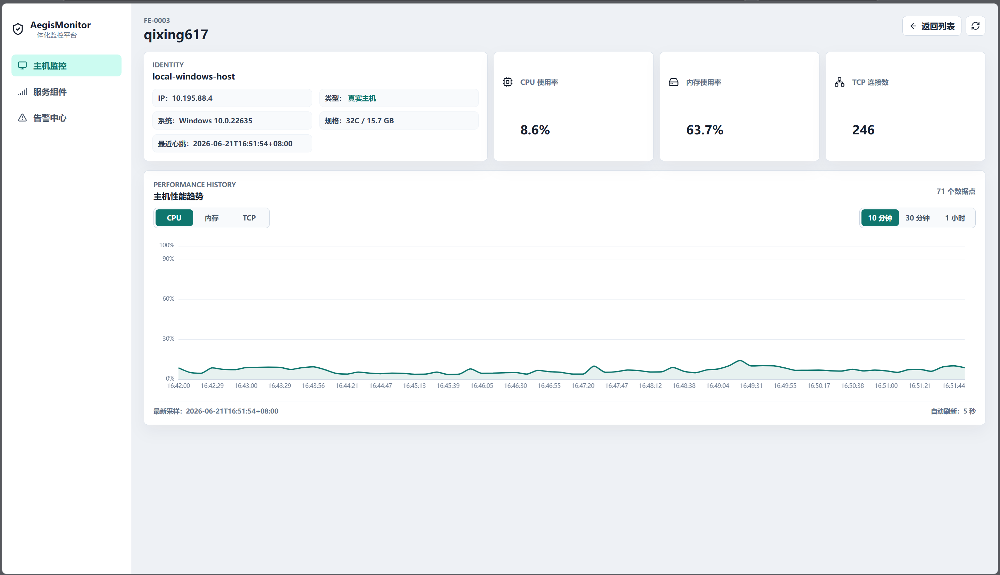 AegisMonitor
一体化监控平台
主机监控
服务组件
告警中心
FE-0003
qixing617
返回列表
IDENTITY
local-windows-host
IP：10.195.88.4
类型： 真实主机
系统：Windows 10.0.22635
规格：32C / 15.7 GB
最近心跳：2026-06-21T16:51:54+08:00
CPU 使用率
8.6%
内存使用率
63.7%
TCP 连接数
246
PERFORMANCE HISTORY
主机性能趋势
71 个数据点
CPU 内存 TCP
10 分钟 30 分钟 1 小时
100%
90%
60%
30%
0%
16:42:00 16:42:29 16:43:00 16:43:29 16:43:56 16:44:21 16:44:47 16:45:13 16:45:39 16:46:05 16:46:30 16:46:55 16:47:20 16:47:47 16:48:12 16:48:38 16:49:04 16:49:31 16:49:55 16:50:17 16:50:38 16:51:00 16:51:21 16:51:44
最新采样：2026-06-21T16:51:54+08:00
自动刷新：5 秒